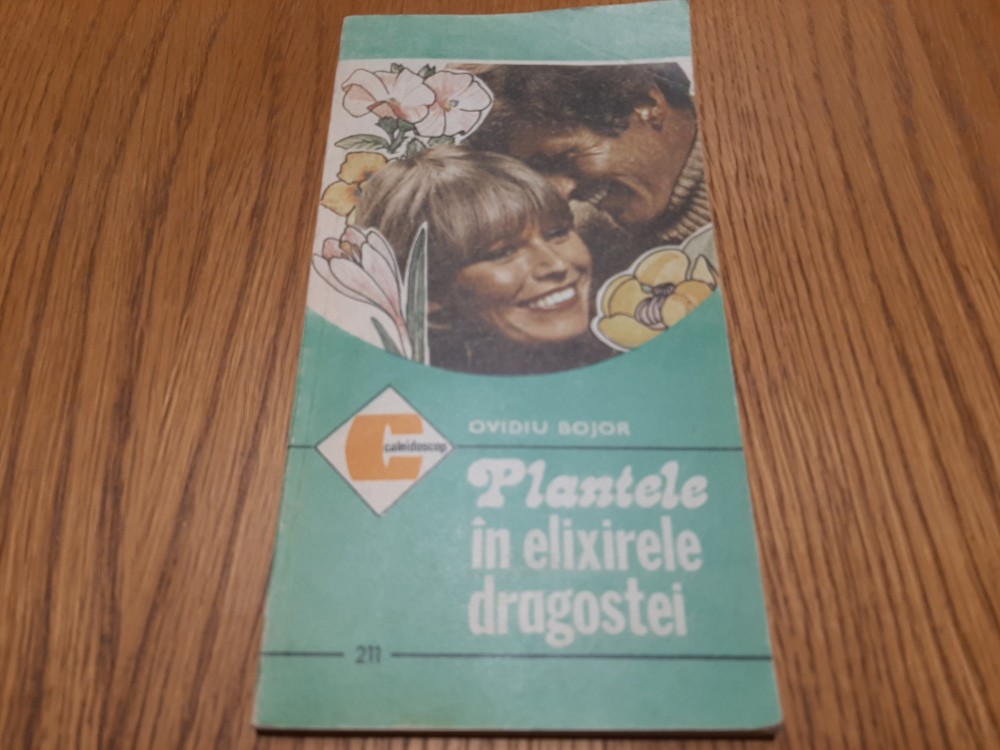 OVIDIU BOJOR
caleidoscop
Plantele
în elixirele
dragostei
211